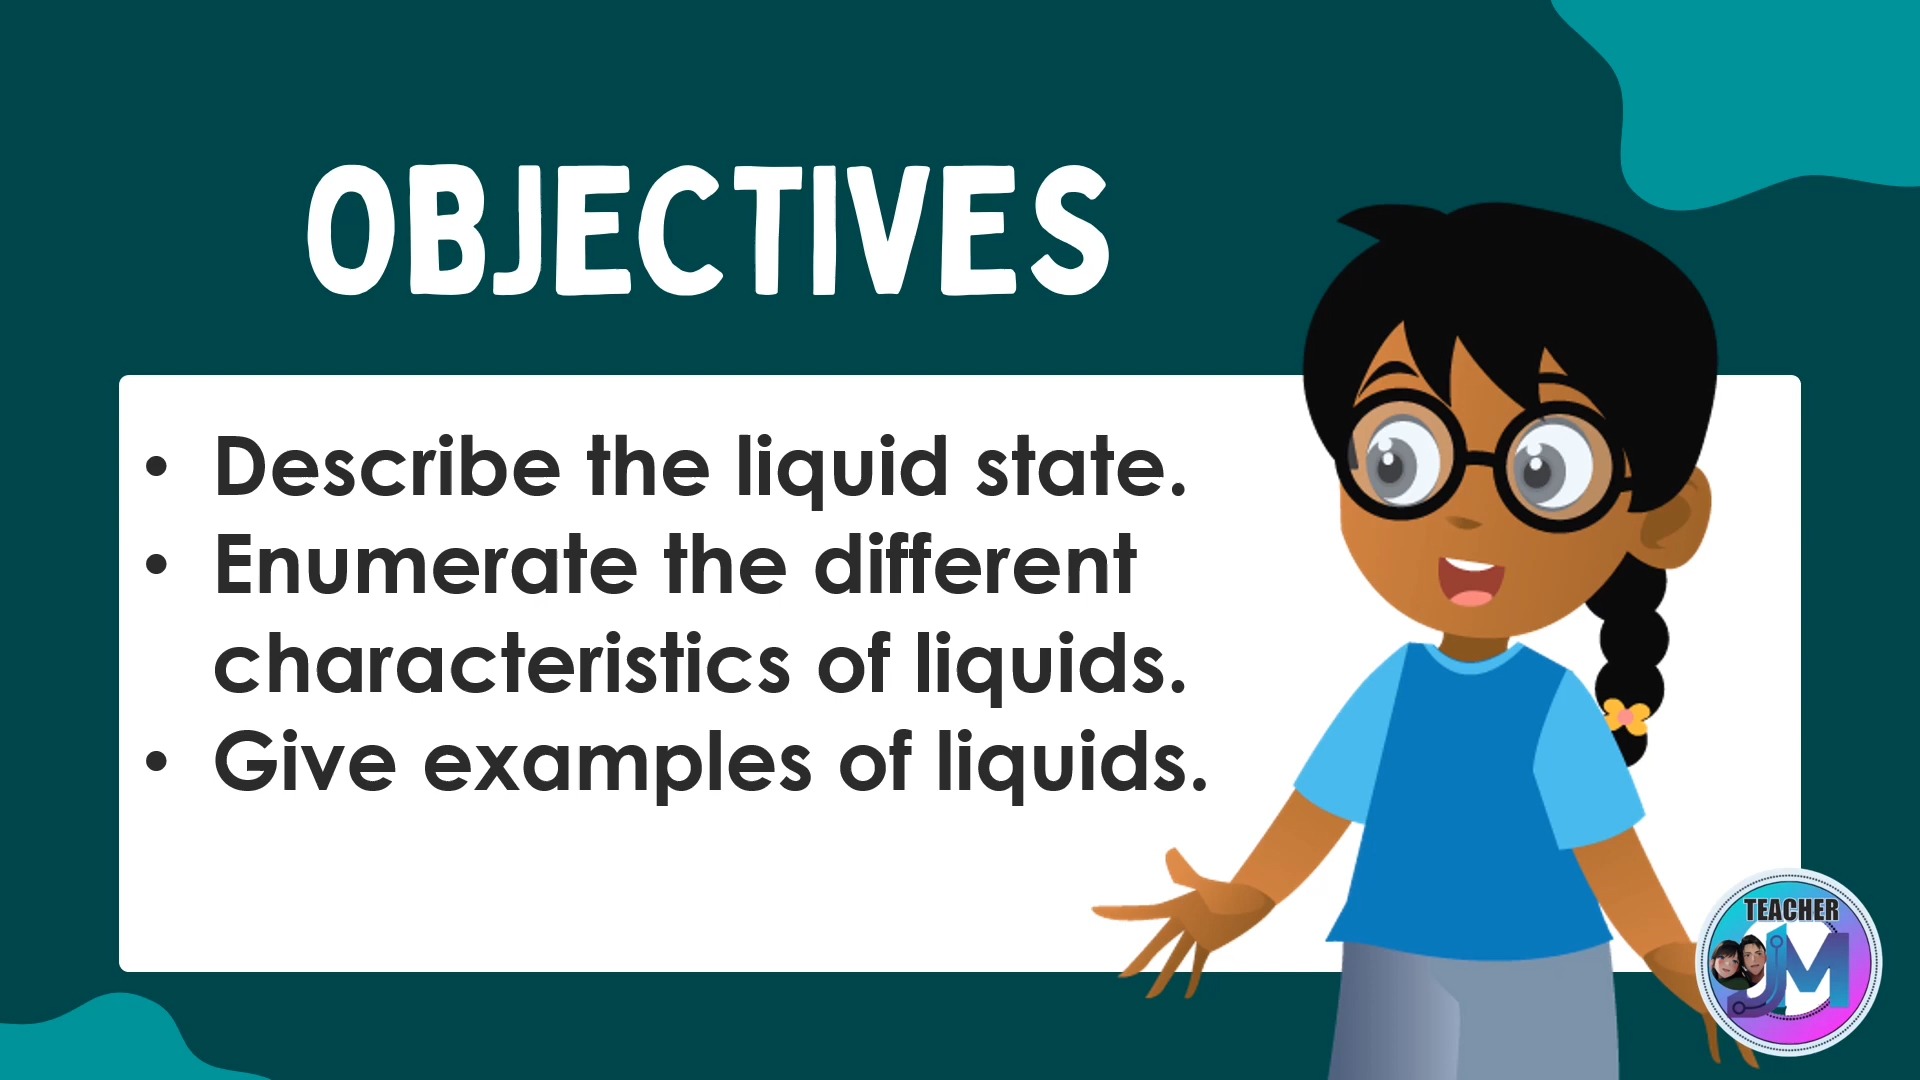 OBJECTIVES
• Describe the liquid state.
• Enumerate the different
characteristics of liquids.
• Give examples of liquids.
TEACHER
JM